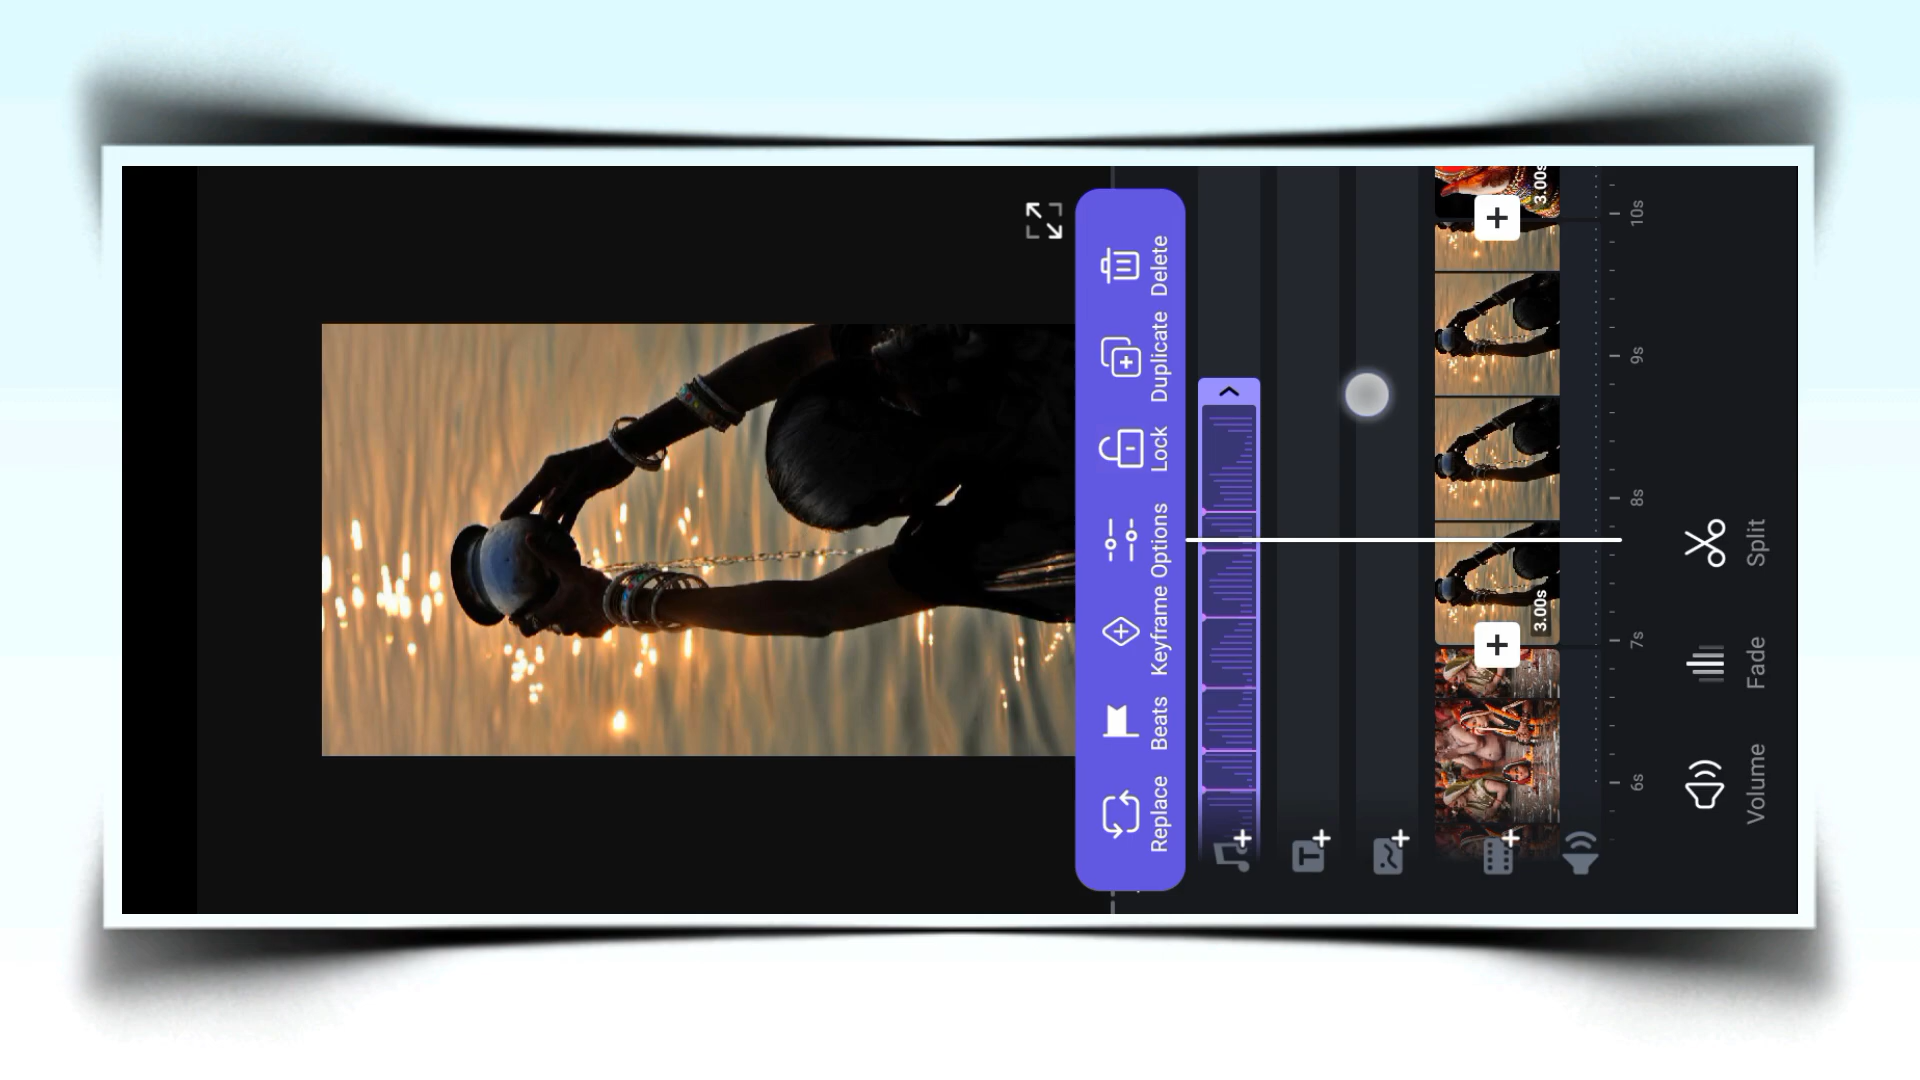 Replace
Beats
Keyframe
Options
Lock
Duplicate
Delete
3.00s
3.00s
6s
7s
8s
9s
10s
Volume
Fade
Split